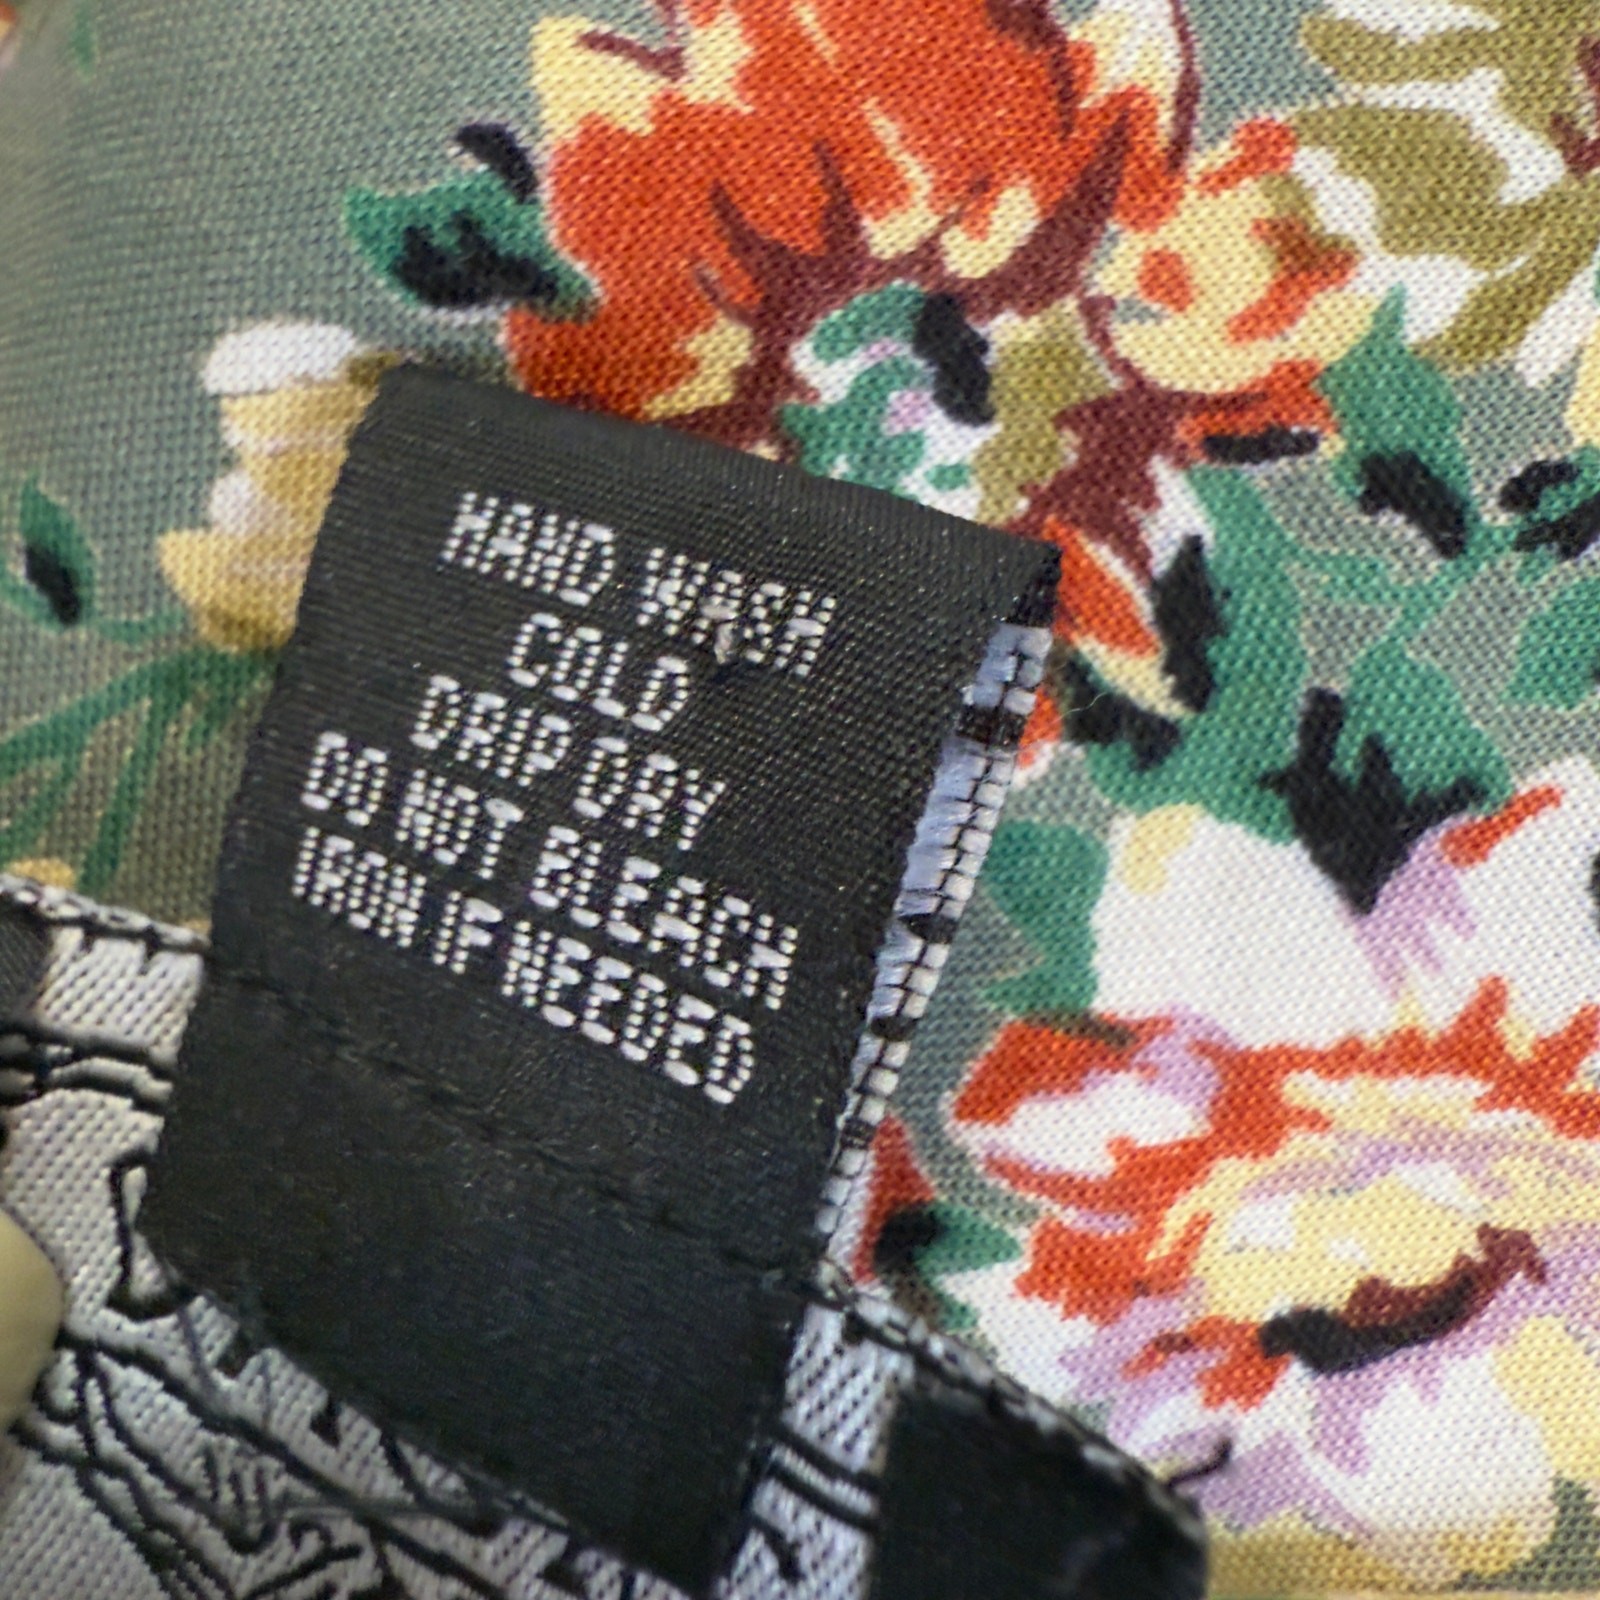 HAND WASH
COLD
DRIP DRY
DO NOT BLEACH
IRON IF NEEDED